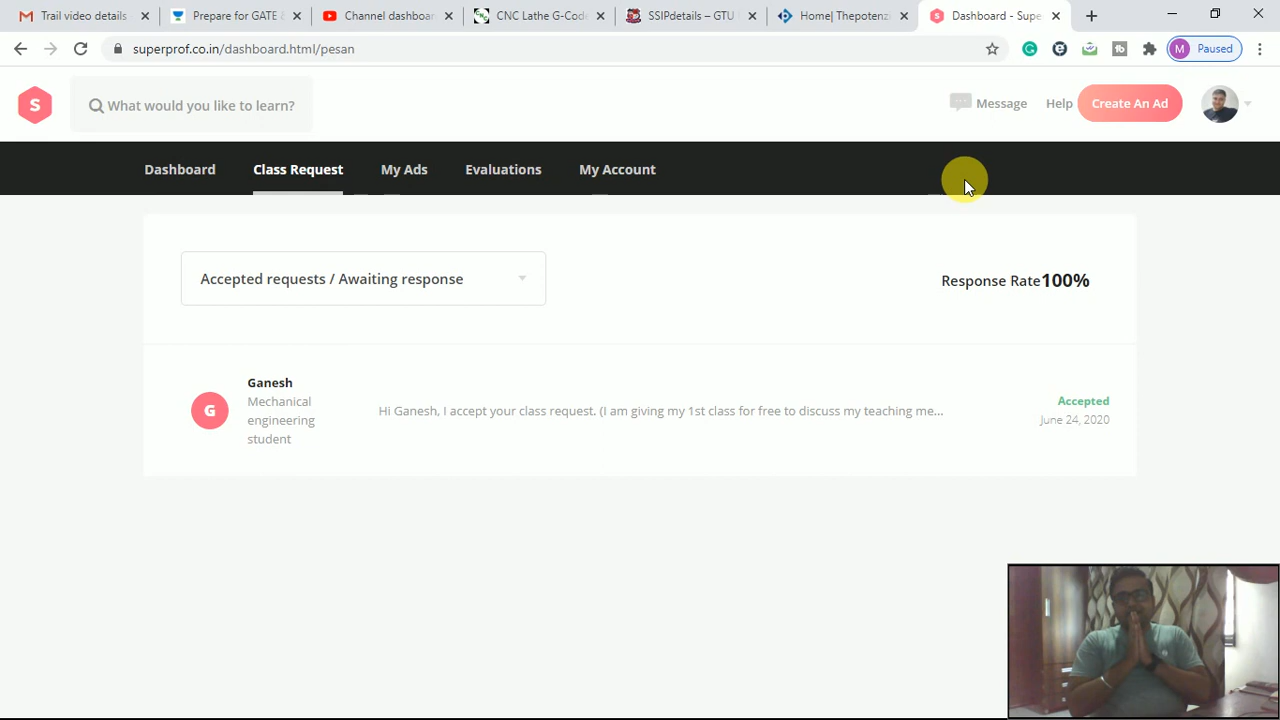 Trail video details
Prepare for GATE &
Channel dashboar
CNC Lathe G-Code
SSIPdetails – GTU
Home| Thepotenz
Dashboard - Supe
superprof.co.in/dashboard.html/pesan
M Paused
S What would you like to learn?
Message Help Create An Ad
Dashboard Class Request My Ads Evaluations My Account
Accepted requests / Awaiting response
Response Rate100%
G
Ganesh
Mechanical
engineering
student
Hi Ganesh, I accept your class request. (I am giving my 1st class for free to discuss my teaching me...
Accepted
June 24, 2020